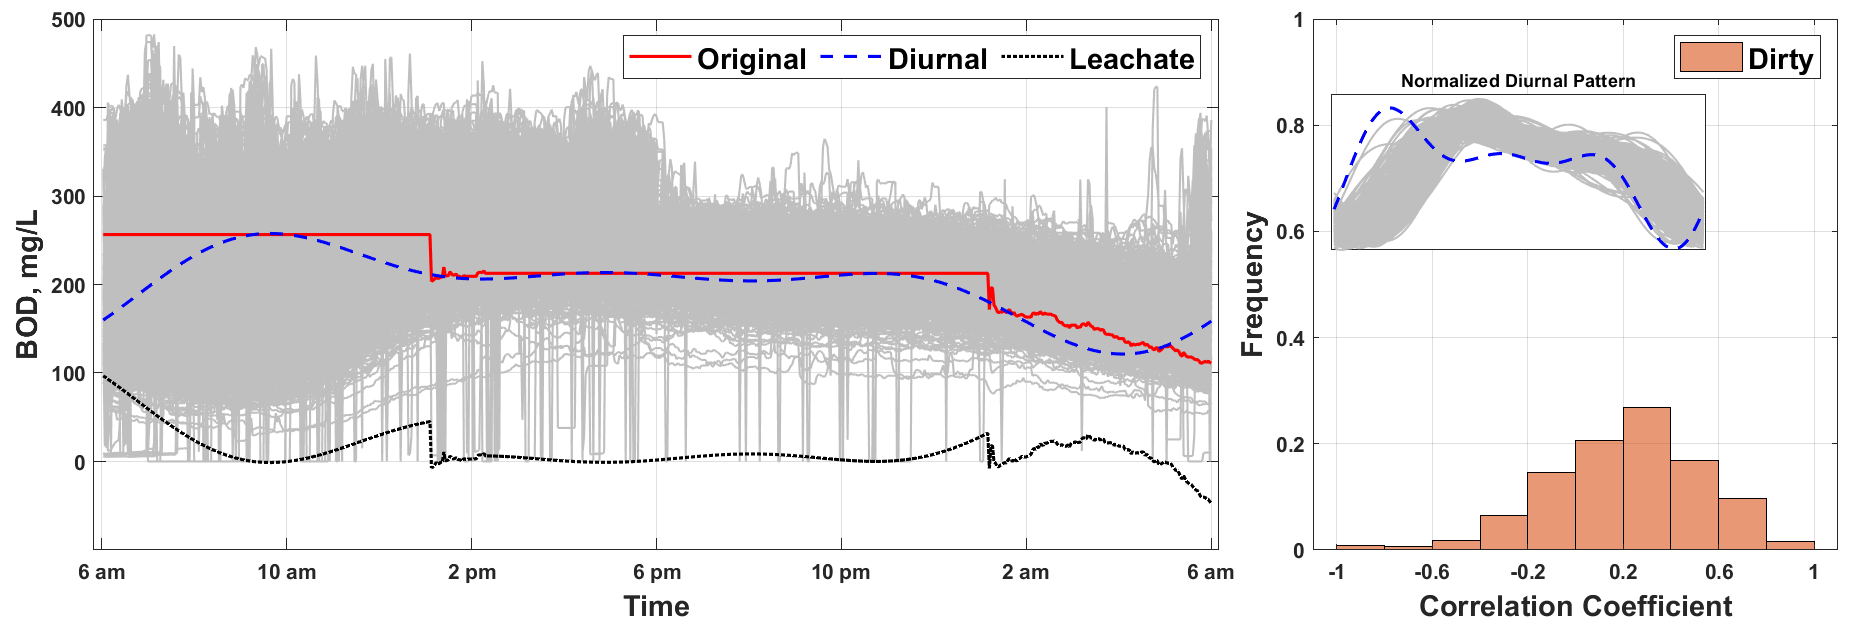 500
400
300
200
100
0
BOD, mg/L
Original Diurnal Leachate
6 am 10 am 2 pm 6 pm 10 pm 2 am 6 am
Time
1
0.8
0.6
0.4
0.2
0
Frequency
Dirty
Normalized Diurnal Pattern
-1 -0.6 -0.2 0.2 0.6 1
Correlation Coefficient